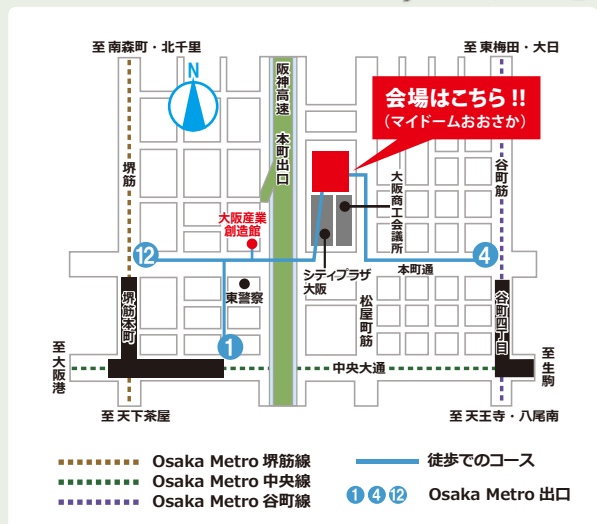 至南森町・北千里
至東梅田・大日
N
阪神高速 本町出口
会場はこちら!!
(マイドームおおさか)
堺筋
谷町筋
大阪産業
創造館
大阪商工会議所
12
4
シティプラザ
大阪
本町通
東警察
堺筋本町
松屋町筋
谷町四丁目
1
至大阪港
中央大通
至生駒
至天下茶屋
至天王寺・八尾南
Osaka Metro 堺筋線
徒歩でのコース
Osaka Metro 中央線
1 4 12 Osaka Metro 出口
Osaka Metro 谷町線